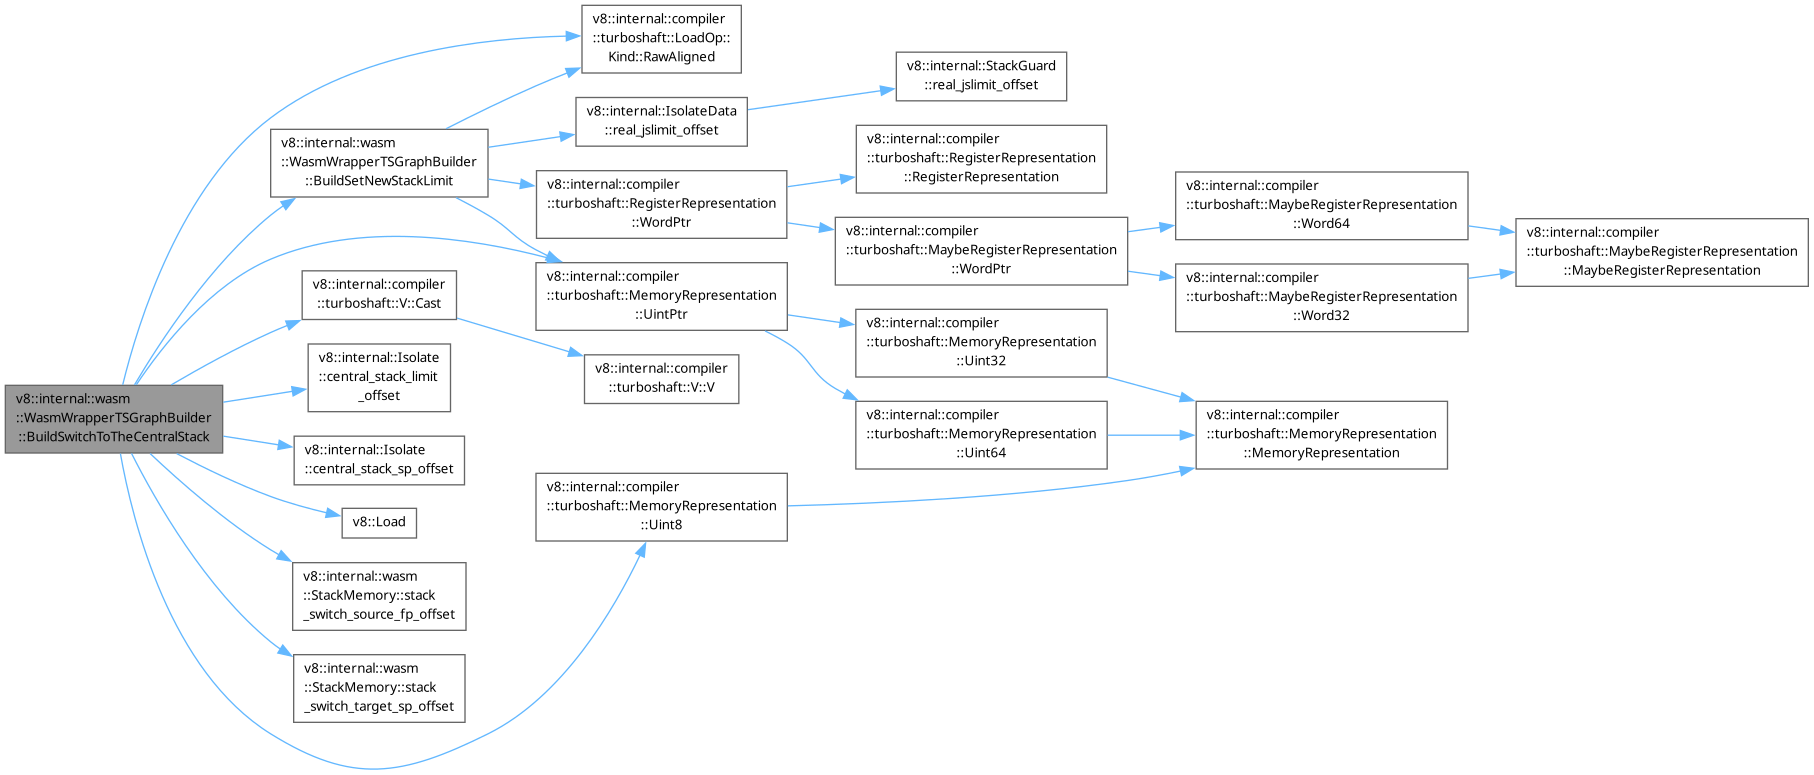 v8::internal::compiler
::turboshaft::LoadOp::
Kind::RawAligned
v8::internal::StackGuard
::real_jslimit_offset
v8::internal::IsolateData
::real_jslimit_offset
v8::internal::wasm
::WasmWrapperTSGraphBuilder
::BuildSetNewStackLimit
v8::internal::compiler
::turboshaft::RegisterRepresentation
::RegisterRepresentation
v8::internal::compiler
::turboshaft::RegisterRepresentation
::WordPtr
v8::internal::compiler
::turboshaft::MaybeRegisterRepresentation
::Word64
v8::internal::compiler
::turboshaft::MaybeRegisterRepresentation
::WordPtr
v8::internal::compiler
::turboshaft::MaybeRegisterRepresentation
::MaybeRegisterRepresentation
v8::internal::compiler
::turboshaft::MaybeRegisterRepresentation
::Word32
v8::internal::compiler
::turboshaft::V::Cast
v8::internal::compiler
::turboshaft::MemoryRepresentation
::UintPtr
v8::internal::compiler
::turboshaft::MemoryRepresentation
::Uint32
v8::internal::Isolate
::central_stack_limit
_offset
v8::internal::compiler
::turboshaft::V::V
v8::internal::wasm
::WasmWrapperTSGraphBuilder
::BuildSwitchToTheCentralStack
v8::internal::compiler
::turboshaft::MemoryRepresentation
::Uint64
v8::internal::compiler
::turboshaft::MemoryRepresentation
::MemoryRepresentation
v8::internal::Isolate
::central_stack_sp_offset
v8::internal::compiler
::turboshaft::MemoryRepresentation
::Uint8
v8::Load
v8::internal::wasm
::StackMemory::stack
_switch_source_fp_offset
v8::internal::wasm
::StackMemory::stack
_switch_target_sp_offset